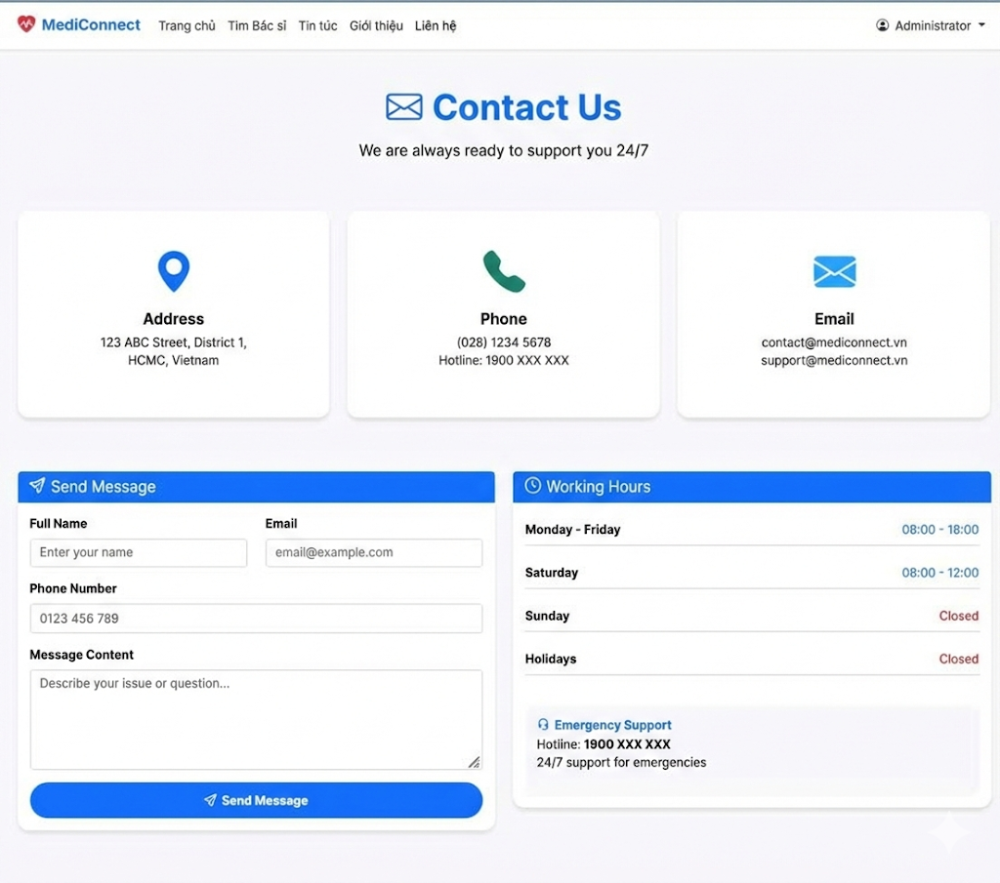 MediConnect Trang chủ Tìm Bác sĩ Tin tức Giới thiệu Liên hệ Administrator
Contact Us
We are always ready to support you 24/7
Address
123 ABC Street, District 1,
HCMC, Vietnam
Phone
(028) 1234 5678
Hotline: 1900 XXX XXX
Email
contact@mediconnect.vn
support@mediconnect.vn
Send Message
Full Name Email
Enter your name email@example.com
Phone Number
0123 456 789
Message Content
Describe your issue or question...
Send Message
Working Hours
Monday - Friday 08:00 - 18:00
Saturday 08:00 - 12:00
Sunday Closed
Holidays Closed
Emergency Support
Hotline: 1900 XXX XXX
24/7 support for emergencies